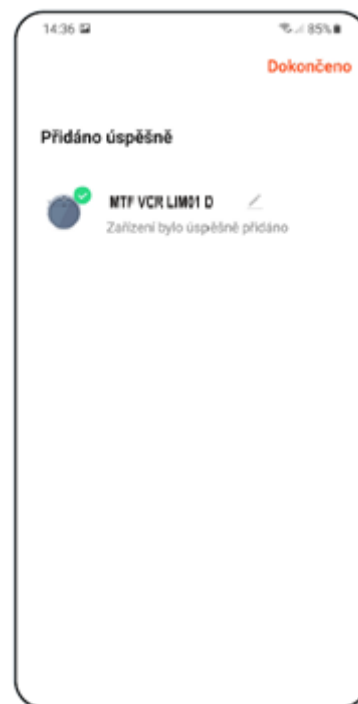 14:36 85%
Dokončeno
Přidáno úspěšně
MTF VCR LIM01 D
Zařízení bylo úspěšně přidáno